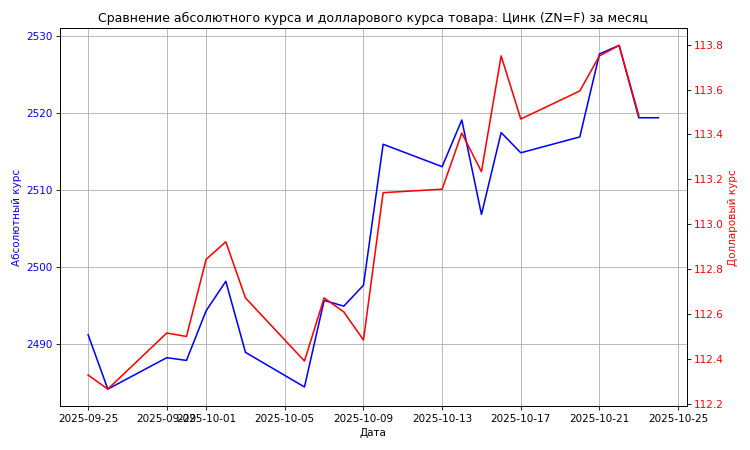 Сравнение абсолютного курса и долларового курса товара: Цинк (ZN=F) за месяц
2530
2520
2510
2500
2490
Абсолютный курс
113.8
113.6
113.4
113.2
113.0
112.8
112.6
112.4
112.2
Долларовый курс
2025-09-25 2025-09-29 2025-10-01 2025-10-05 2025-10-09 2025-10-13 2025-10-17 2025-10-21 2025-10-25
Дата